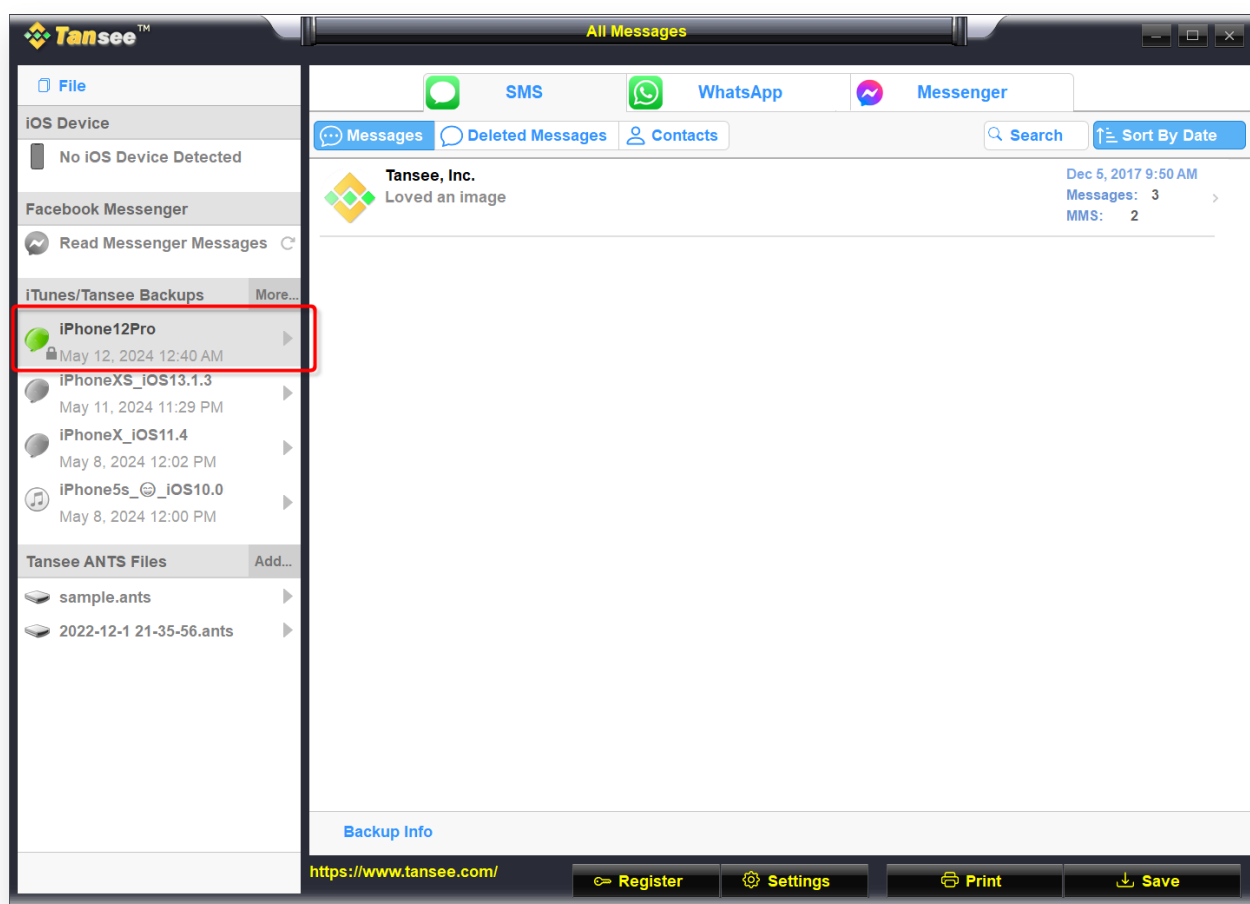 Tansee™
All Messages
File
iOS Device
No iOS Device Detected
Facebook Messenger
Read Messenger Messages
iTunes/Tansee Backups More...
iPhone12Pro
May 12, 2024 12:40 AM
iPhoneXS_iOS13.1.3
May 11, 2024 11:29 PM
iPhoneX_iOS11.4
May 8, 2024 12:02 PM
iPhone5s_😄_iOS10.0
May 8, 2024 12:00 PM
Tansee ANTS Files Add...
sample.ants
2022-12-1 21-35-56.ants
SMS WhatsApp Messenger
Messages Deleted Messages Contacts Search Sort By Date
Tansee, Inc. Dec 5, 2017 9:50 AM
Loved an image Messages: 3
MMS: 2
Backup Info
https://www.tansee.com/ Register Settings Print Save